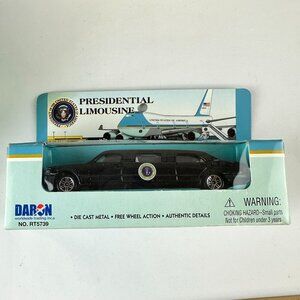 PRESIDENTIAL
LIMOUSINE
DARON
worldwide trading inc.
NO. RT5739
• DIE CAST METAL • FREE WHEEL ACTION • AUTHENTIC DETAILS
WARNING:
CHOKING HAZARD-Small parts
Not for Children under 3 years